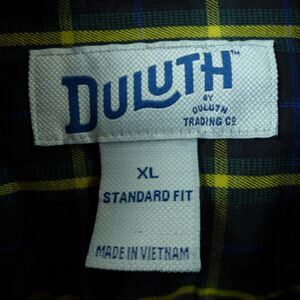 DULUTH™
BY
DULUTH
TRADING CO
XL
STANDARD FIT
MADE IN VIETNAM